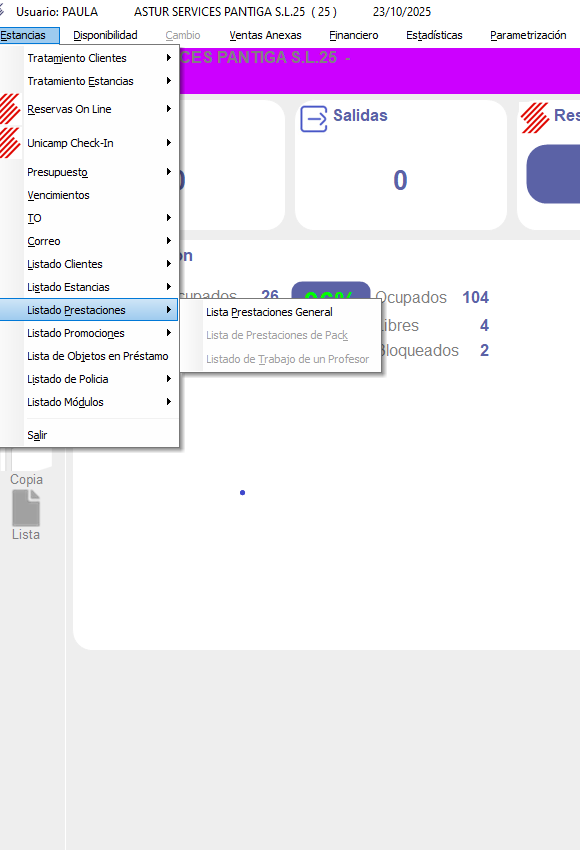 Usuario: PAULA ASTUR SERVICES PANTIGA S.L.25 ( 25 ) 23/10/2025
Estancias Disponibilidad Cambio Ventas Anexas Financiero Estadísticas Parametrización
CES PANTIGA S.L.25 -
Tratamiento Clientes
Tratamiento Estancias
Reservas On Line
Unicamp Check-In
Presupuesto
Vencimientos
TO
Correo
Listado Clientes
Listado Estancias
Listado Prestaciones
Listado Promociones
Lista de Objetos en Préstamo
Listado de Policia
Listado Módulos
Salir
Lista Prestaciones General
Lista de Prestaciones de Pack
Listado de Trabajo de un Profesor
Salidas
0
Res
ón
26
Ocupados 104
Libres 4
Bloqueados 2
Copia
Lista